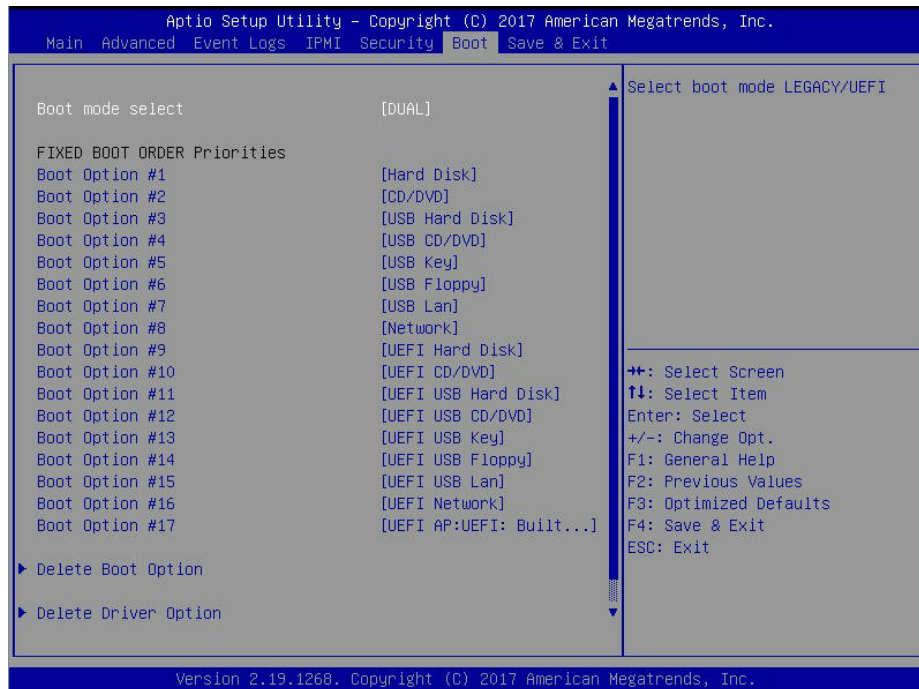 Aptio Setup Utility – Copyright (C) 2017 American Megatrends, Inc.
Main Advanced Event Logs IPMI Security Boot Save & Exit
Boot mode select [DUAL]
FIXED BOOT ORDER Priorities
Boot Option #1 [Hard Disk]
Boot Option #2 [CD/DVD]
Boot Option #3 [USB Hard Disk]
Boot Option #4 [USB CD/DVD]
Boot Option #5 [USB Key]
Boot Option #6 [USB Floppy]
Boot Option #7 [USB Lan]
Boot Option #8 [Network]
Boot Option #9 [UEFI Hard Disk]
Boot Option #10 [UEFI CD/DVD]
Boot Option #11 [UEFI USB Hard Disk]
Boot Option #12 [UEFI USB CD/DVD]
Boot Option #13 [UEFI USB Key]
Boot Option #14 [UEFI USB Floppy]
Boot Option #15 [UEFI USB Lan]
Boot Option #16 [UEFI Network]
Boot Option #17 [UEFI AP:UEFI: Built...]
Delete Boot Option
Delete Driver Option
Select boot mode LEGACY/UEFI
→←: Select Screen
↑↓: Select Item
Enter: Select
+/-: Change Opt.
F1: General Help
F2: Previous Values
F3: Optimized Defaults
F4: Save & Exit
ESC: Exit
Version 2.19.1268. Copyright (C) 2017 American Megatrends, Inc.